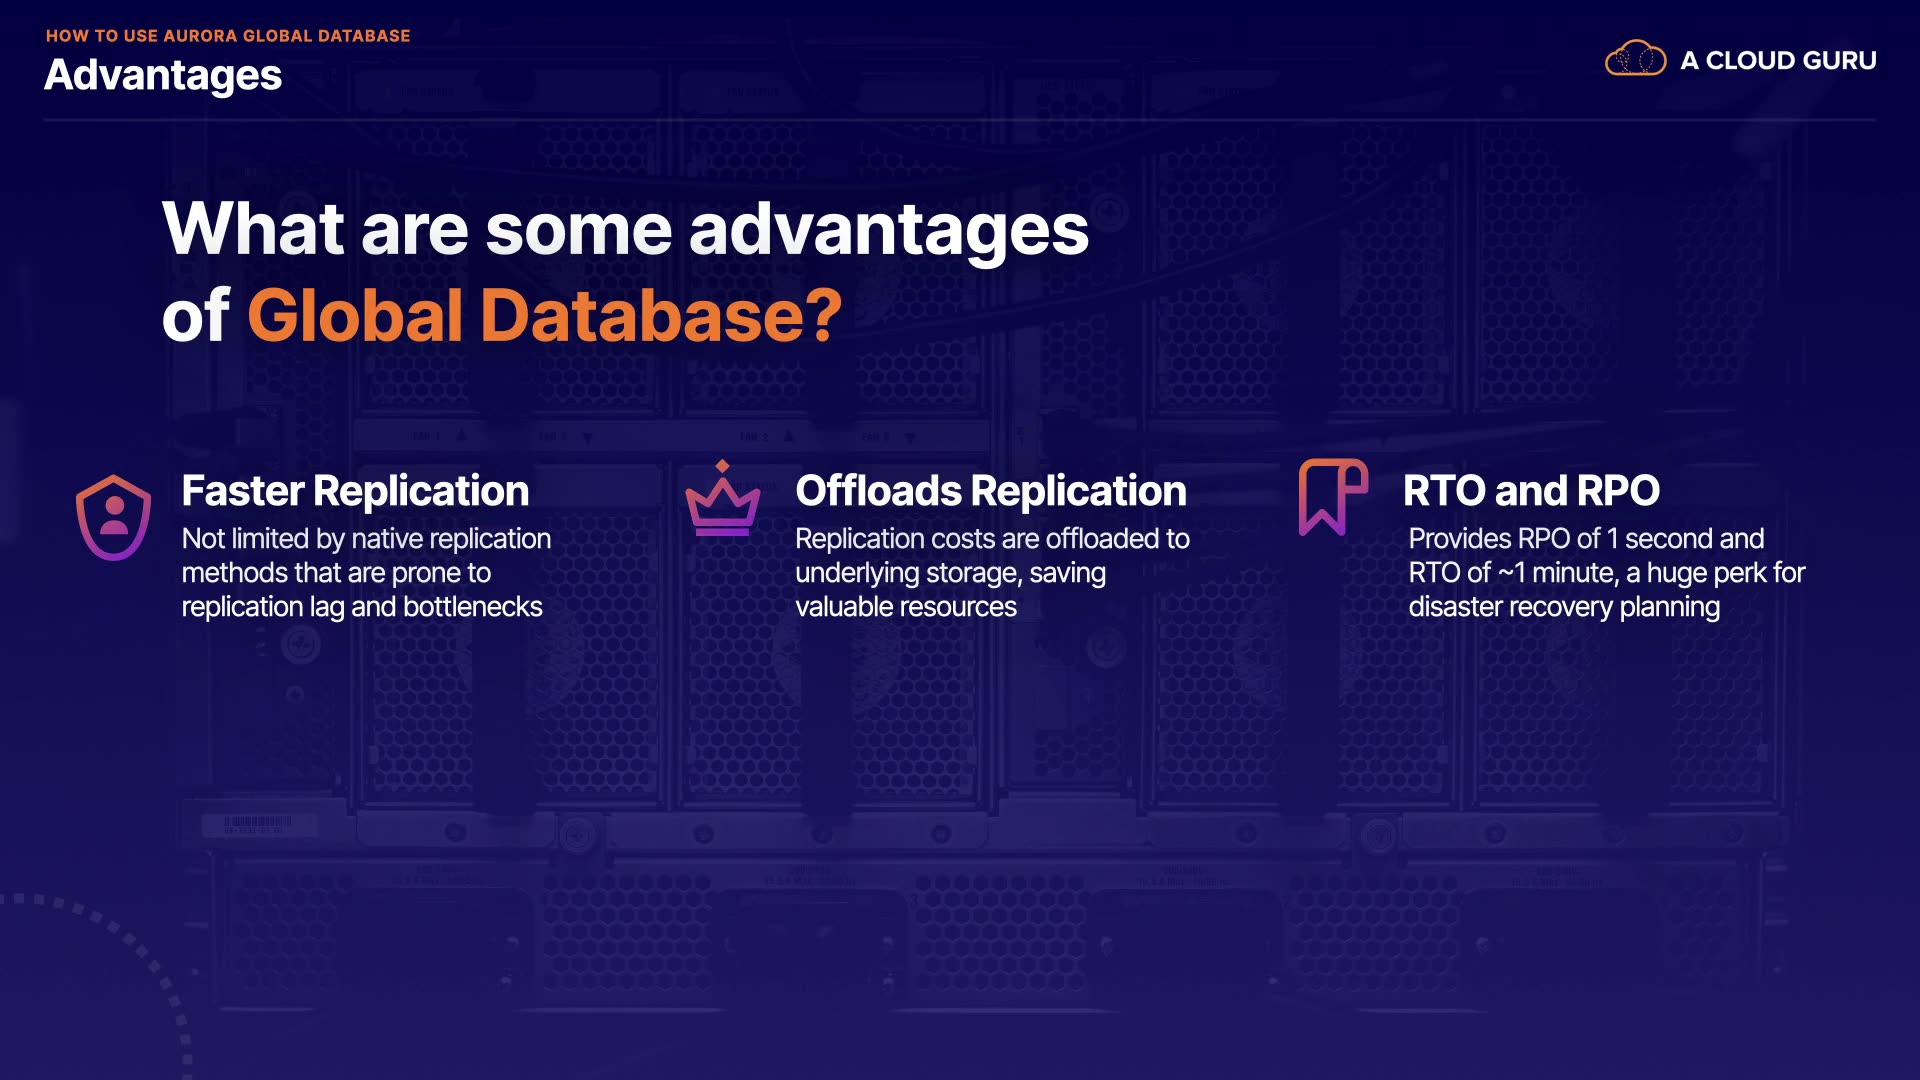 HOW TO USE AURORA GLOBAL DATABASE
Advantages
A CLOUD GURU
What are some advantages
of Global Database?
Faster Replication
Not limited by native replication
methods that are prone to
replication lag and bottlenecks
Offloads Replication
Replication costs are offloaded to
underlying storage, saving
valuable resources
RTO and RPO
Provides RPO of 1 second and
RTO of ~1 minute, a huge perk for
disaster recovery planning